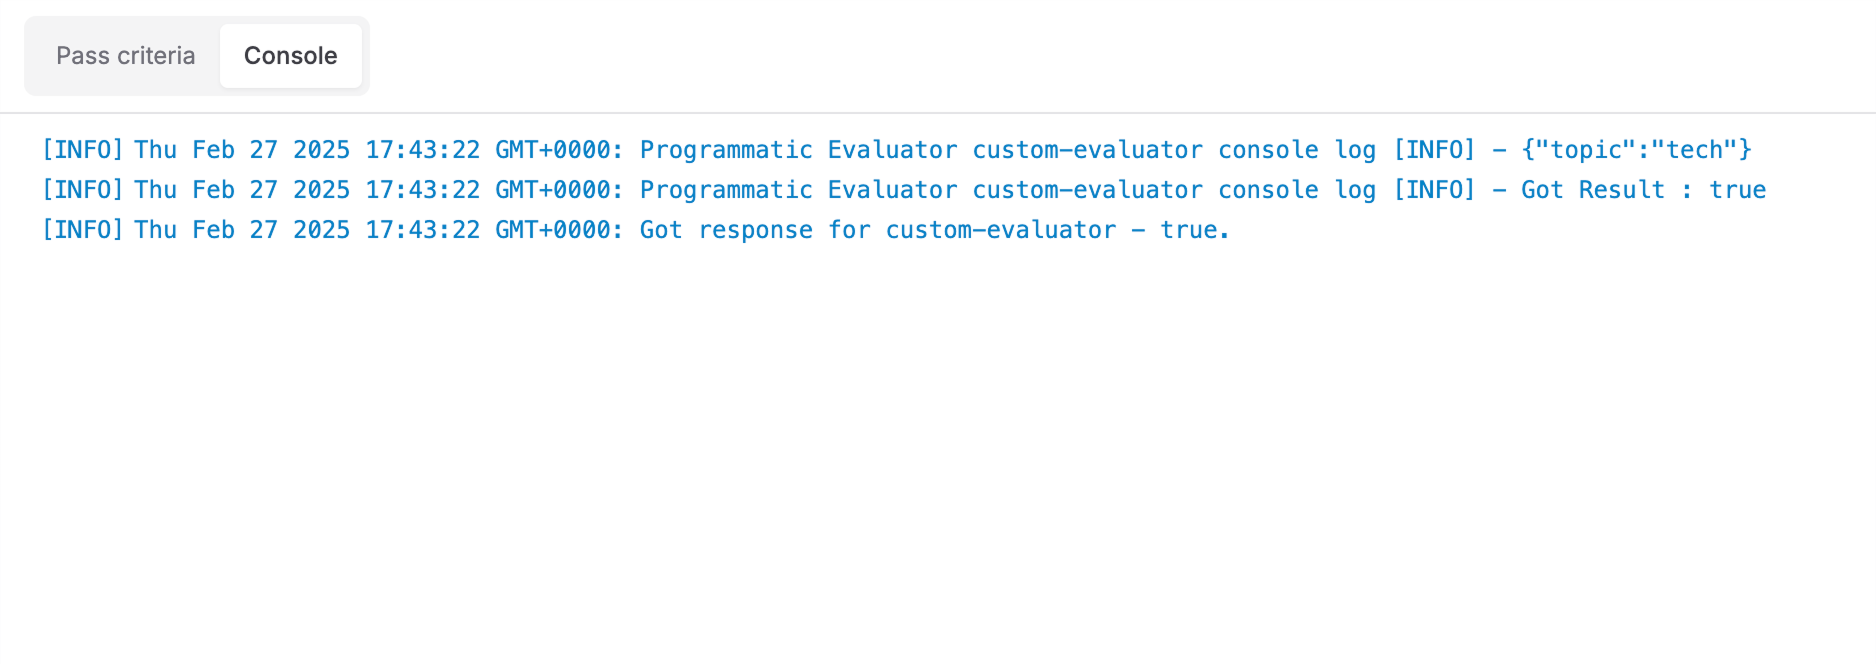 Pass criteria
Console
[INFO] Thu Feb 27 2025 17:43:22 GMT+0000: Programmatic Evaluator custom-evaluator console log [INFO] - {"topic":"tech"}
[INFO] Thu Feb 27 2025 17:43:22 GMT+0000: Programmatic Evaluator custom-evaluator console log [INFO] - Got Result : true
[INFO] Thu Feb 27 2025 17:43:22 GMT+0000: Got response for custom-evaluator - true.